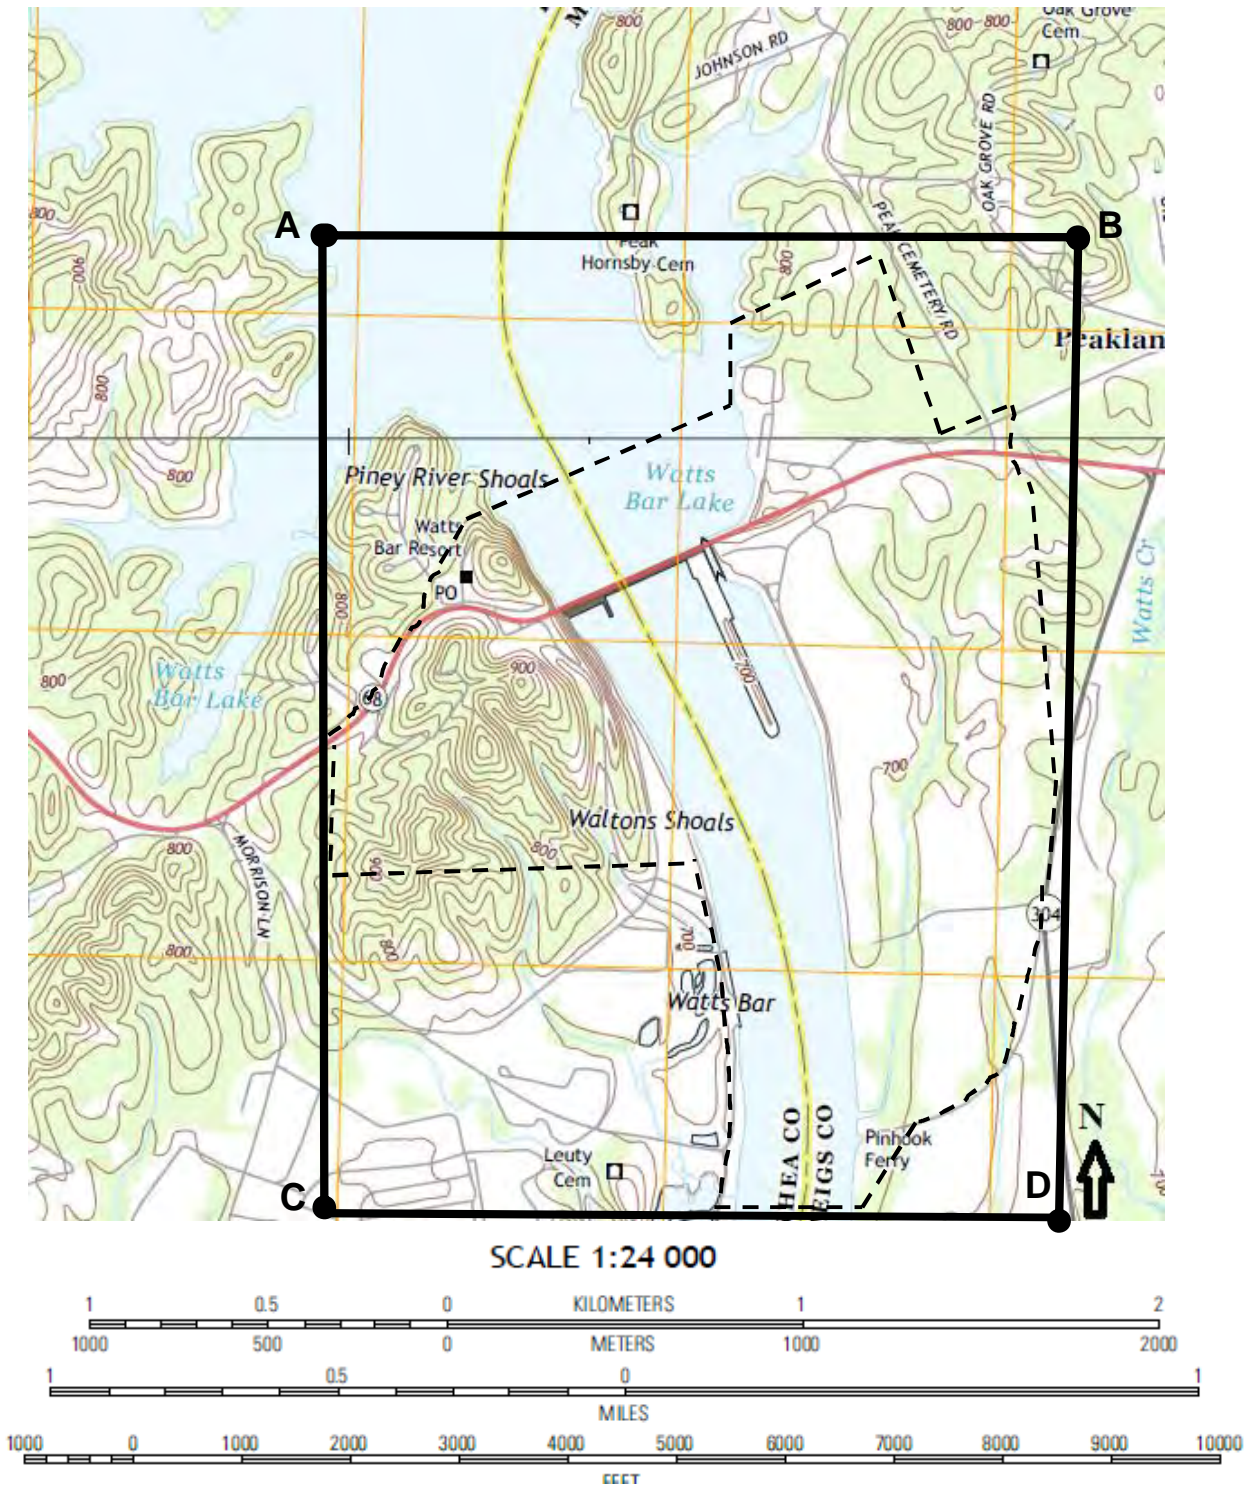 800
800-800
Oak Grove
Cem
JOHNSON RD
OAK GROVE RD
PEAK CEMETERY RD
800
A
B
Peak
Hornsby Cem
800
900
Peakland
800
800
Piney River Shoals
Watts
Bar Lake
Watts
Bar Resort
PO
800
Watts Cr
900
700
Watts
Bar Lake
800
68
700
Waltons Shoals
800
800
900
MORRISON LN
304
800
800
700
Watts Bar
RHEA CO
MEIGS CO
N
Pinhook
Ferry
Leuty
Cem
C
D
SCALE 1:24 000
1 0.5 0 KILOMETERS 1 2
1000 500 0 METERS 1000 2000
1 0.5 0 1
MILES
1000 0 1000 2000 3000 4000 5000 6000 7000 8000 9000 10000
FEET